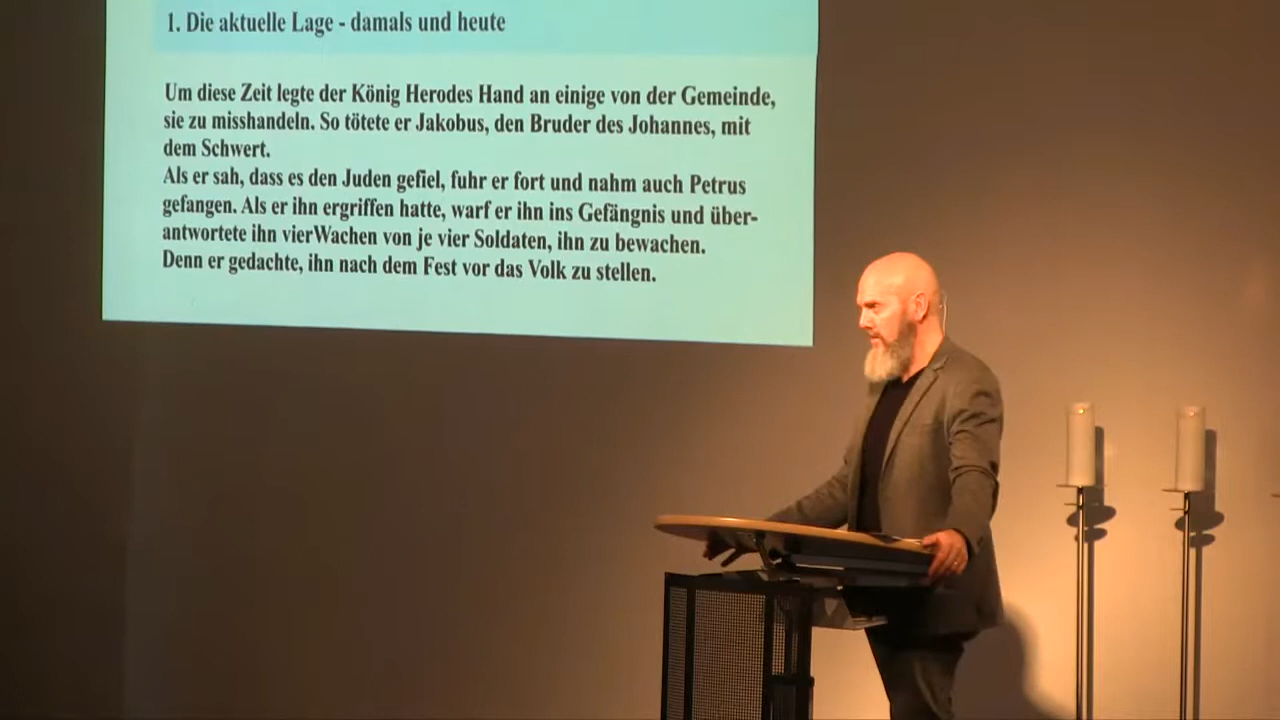 1. Die aktuelle Lage - damals und heute
Um diese Zeit legte der König Herodes Hand an einige von der Gemeinde,
sie zu misshandeln. So tötete er Jakobus, den Bruder des Johannes, mit
dem Schwert.
Als er sah, dass es den Juden gefiel, fuhr er fort und nahm auch Petrus
gefangen. Als er ihn ergriffen hatte, warf er ihn ins Gefängnis und über-
antwortete ihn vierWachen von je vier Soldaten, ihn zu bewachen.
Denn er gedachte, ihn nach dem Fest vor das Volk zu stellen.